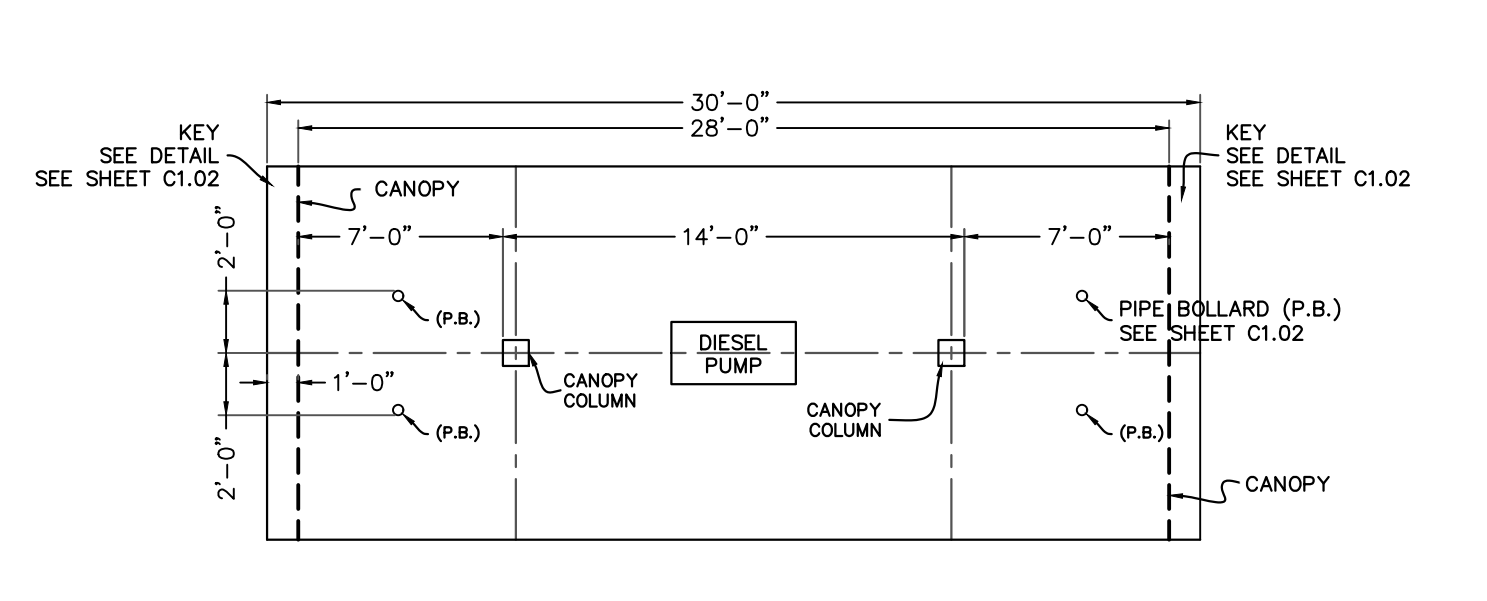 30'-0"
28'-0"
KEY
SEE DETAIL
SEE SHEET C1.02
KEY
SEE DETAIL
SEE SHEET C1.02
CANOPY
2'-0"
7'-0"
14'-0"
7'-0"
(P.B.)
PIPE BOLLARD (P.B.)
SEE SHEET C1.02
DIESEL
PUMP
1'-0"
CANOPY
COLUMN
CANOPY
COLUMN
(P.B.)
(P.B.)
2'-0"
CANOPY